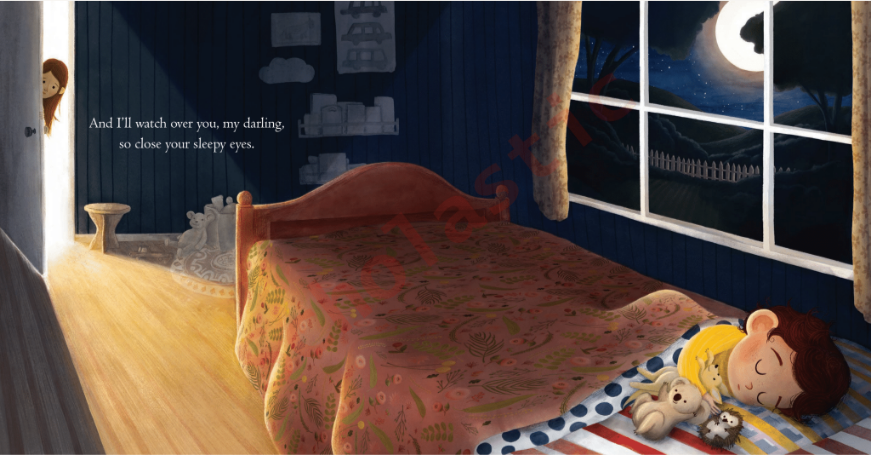 And I'll watch over you, my darling,
so close your sleepy eyes.